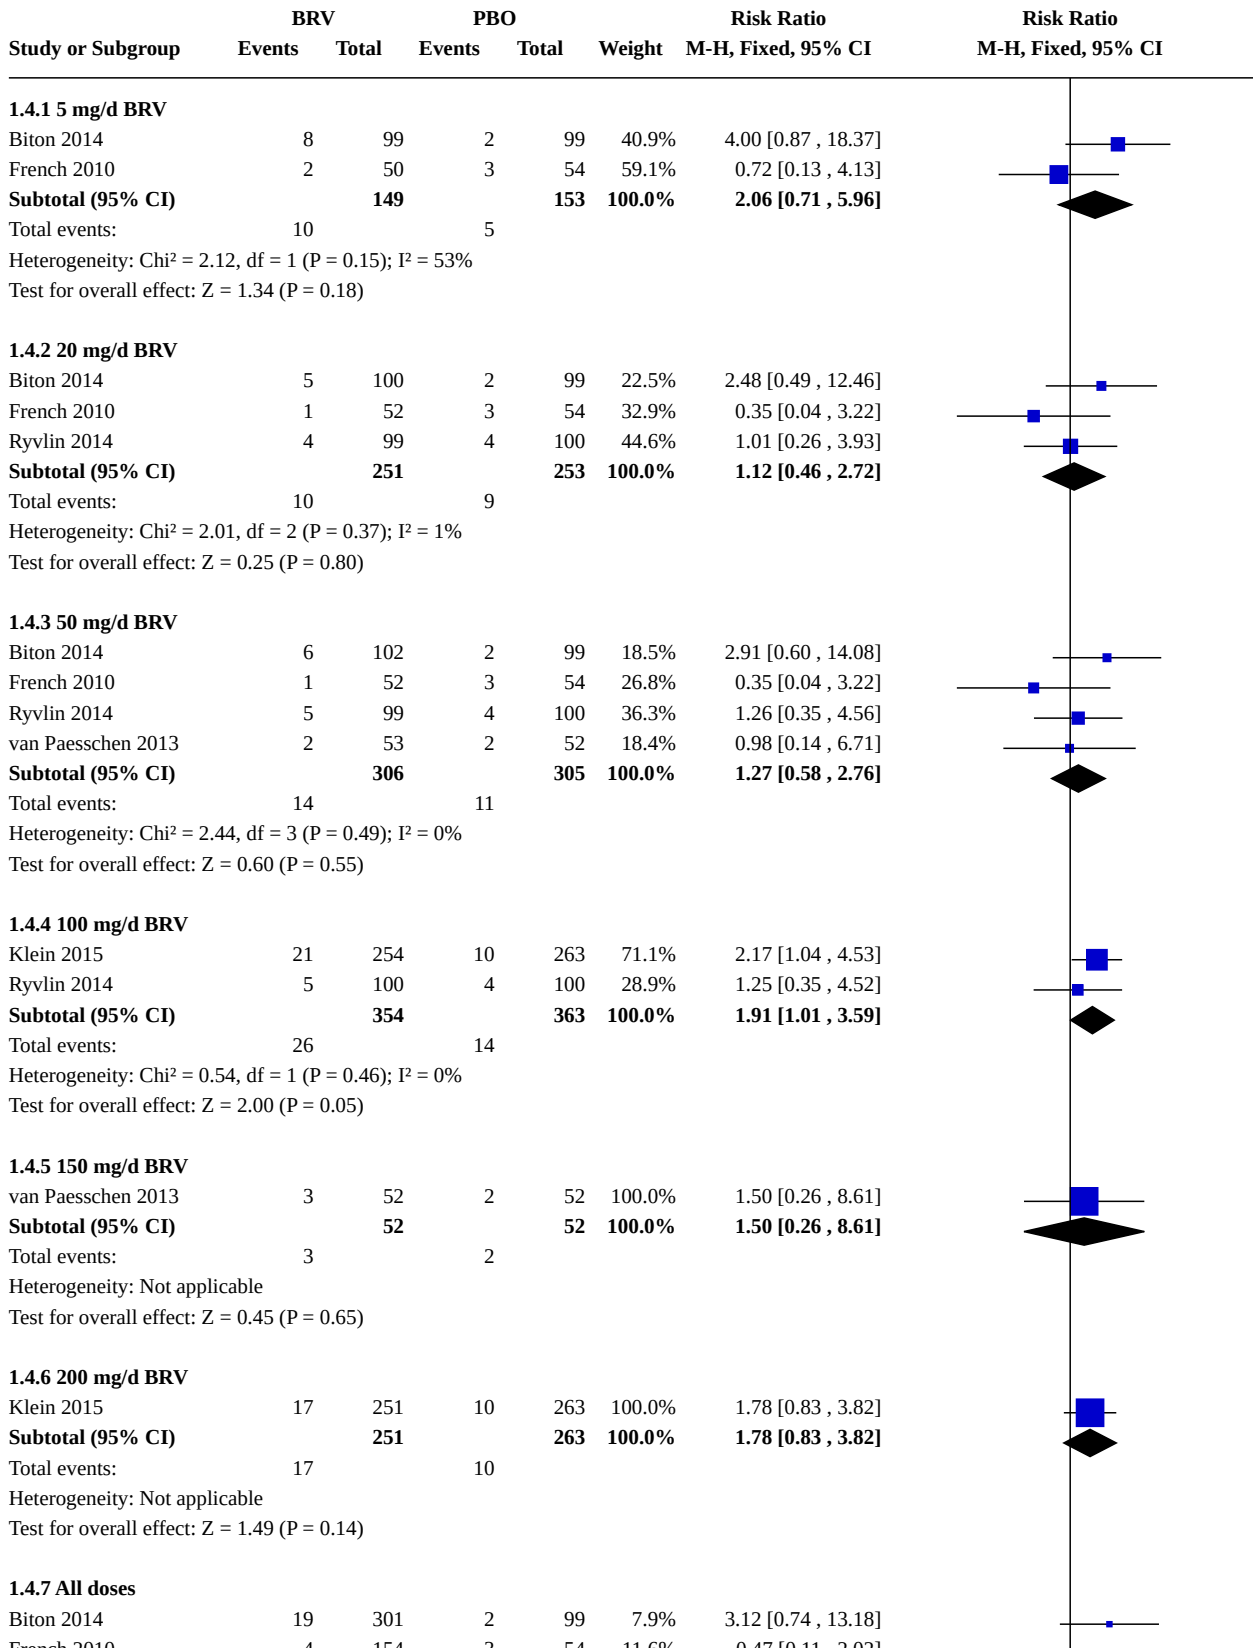 BRV PBO Risk Ratio Risk Ratio
Study or Subgroup Events Total Events Total Weight M-H, Fixed, 95% CI M-H, Fixed, 95% CI
1.4.1 5 mg/d BRV
Biton 2014 8 99 2 99 40.9% 4.00 [0.87 , 18.37]
French 2010 2 50 3 54 59.1% 0.72 [0.13 , 4.13]
Subtotal (95% CI) 149 153 100.0% 2.06 [0.71 , 5.96]
Total events: 10 5
Heterogeneity: Chi² = 2.12, df = 1 (P = 0.15); I² = 53%
Test for overall effect: Z = 1.34 (P = 0.18)
1.4.2 20 mg/d BRV
Biton 2014 5 100 2 99 22.5% 2.48 [0.49 , 12.46]
French 2010 1 52 3 54 32.9% 0.35 [0.04 , 3.22]
Ryvlin 2014 4 99 4 100 44.6% 1.01 [0.26 , 3.93]
Subtotal (95% CI) 251 253 100.0% 1.12 [0.46 , 2.72]
Total events: 10 9
Heterogeneity: Chi² = 2.01, df = 2 (P = 0.37); I² = 1%
Test for overall effect: Z = 0.25 (P = 0.80)
1.4.3 50 mg/d BRV
Biton 2014 6 102 2 99 18.5% 2.91 [0.60 , 14.08]
French 2010 1 52 3 54 26.8% 0.35 [0.04 , 3.22]
Ryvlin 2014 5 99 4 100 36.3% 1.26 [0.35 , 4.56]
van Paesschen 2013 2 53 2 52 18.4% 0.98 [0.14 , 6.71]
Subtotal (95% CI) 306 305 100.0% 1.27 [0.58 , 2.76]
Total events: 14 11
Heterogeneity: Chi² = 2.44, df = 3 (P = 0.49); I² = 0%
Test for overall effect: Z = 0.60 (P = 0.55)
1.4.4 100 mg/d BRV
Klein 2015 21 254 10 263 71.1% 2.17 [1.04 , 4.53]
Ryvlin 2014 5 100 4 100 28.9% 1.25 [0.35 , 4.52]
Subtotal (95% CI) 354 363 100.0% 1.91 [1.01 , 3.59]
Total events: 26 14
Heterogeneity: Chi² = 0.54, df = 1 (P = 0.46); I² = 0%
Test for overall effect: Z = 2.00 (P = 0.05)
1.4.5 150 mg/d BRV
van Paesschen 2013 3 52 2 52 100.0% 1.50 [0.26 , 8.61]
Subtotal (95% CI) 52 52 100.0% 1.50 [0.26 , 8.61]
Total events: 3 2
Heterogeneity: Not applicable
Test for overall effect: Z = 0.45 (P = 0.65)
1.4.6 200 mg/d BRV
Klein 2015 17 251 10 263 100.0% 1.78 [0.83 , 3.82]
Subtotal (95% CI) 251 263 100.0% 1.78 [0.83 , 3.82]
Total events: 17 10
Heterogeneity: Not applicable
Test for overall effect: Z = 1.49 (P = 0.14)
1.4.7 All doses
Biton 2014 19 301 2 99 7.9% 3.12 [0.74 , 13.18]
French 2010 4 154 3 54 11.6%